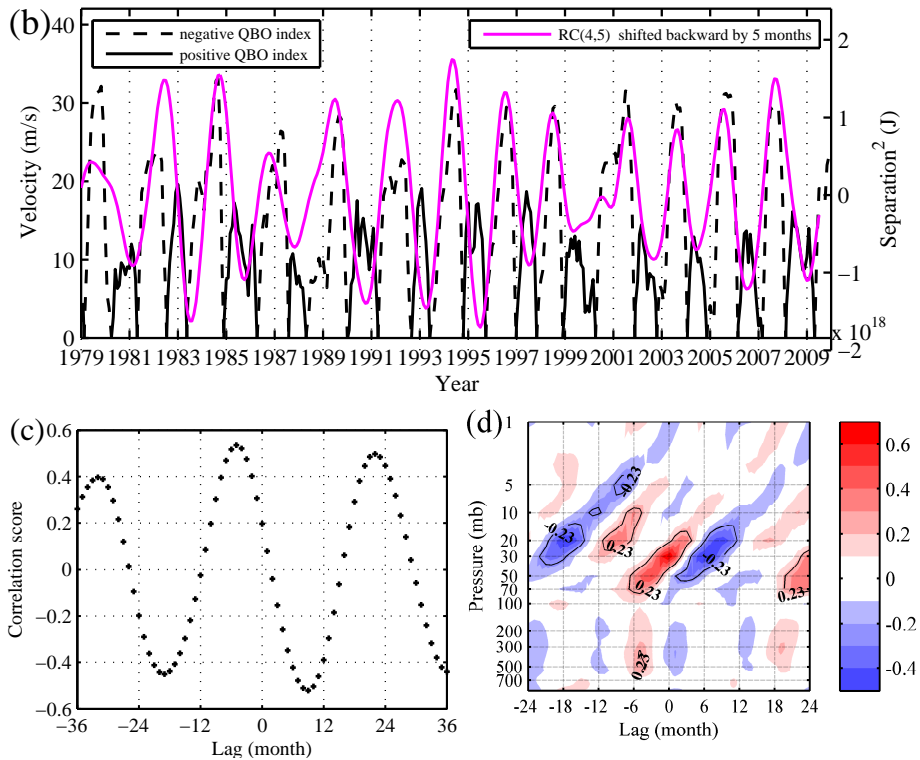 (b)
40
30
20
10
0
Velocity (m/s)
negative QBO index
positive QBO index
RC(4,5) shifted backward by 5 months
2
1
0
−1
−2
x 10^18
Separation^2 (J)
1979 1981 1983 1985 1987 1989 1991 1993 1995 1997 1999 2001 2003 2005 2007 2009
Year
(c)
0.6
0.4
0.2
0
−0.2
−0.4
−0.6
Correlation score
−36 −24 −12 0 12 24 36
Lag (month)
(d)
1
5
10
20
30
50
70
100
200
300
500
700
Pressure (mb)
-0.23
-0.23
0.23
0.23
-0.23
0.23
0.23
-24 -18 -12 -6 0 6 12 18 24
Lag (month)
0.6
0.4
0.2
0
-0.2
-0.4